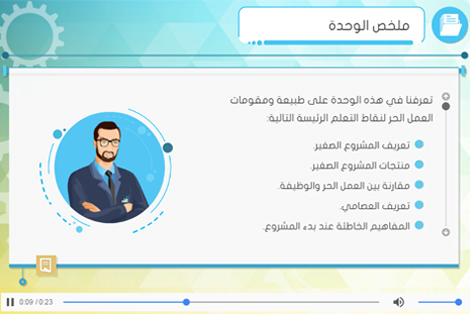 ملخص الوحدة
تعرفنا في هذه الوحدة على طبيعة ومقومات
العمل الحر لنقاط التعلم الرئيسة التالية:
تعريف المشروع الصغير.
منتجات المشروع الصغير.
مقارنة بين العمل الحر والوظيفة.
تعريف العصامي.
المفاهيم الخاطئة عند بدء المشروع.
0:09 / 0:23